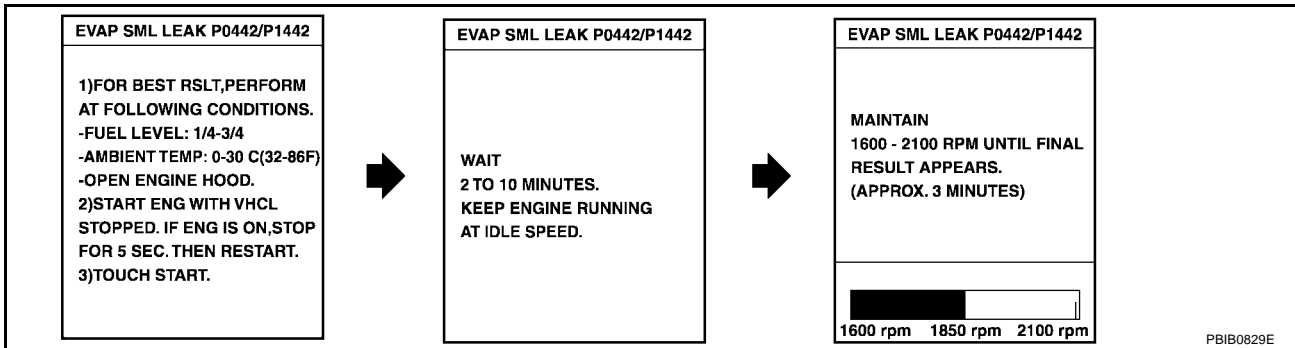 EVAP SML LEAK P0442/P1442
1)FOR BEST RSLT,PERFORM
AT FOLLOWING CONDITIONS.
-FUEL LEVEL: 1/4-3/4
-AMBIENT TEMP: 0-30 C(32-86F)
-OPEN ENGINE HOOD.
2)START ENG WITH VHCL
STOPPED. IF ENG IS ON,STOP
FOR 5 SEC. THEN RESTART.
3)TOUCH START.
EVAP SML LEAK P0442/P1442
WAIT
2 TO 10 MINUTES.
KEEP ENGINE RUNNING
AT IDLE SPEED.
EVAP SML LEAK P0442/P1442
MAINTAIN
1600 - 2100 RPM UNTIL FINAL
RESULT APPEARS.
(APPROX. 3 MINUTES)
1600 rpm 1850 rpm 2100 rpm
PBIB0829E